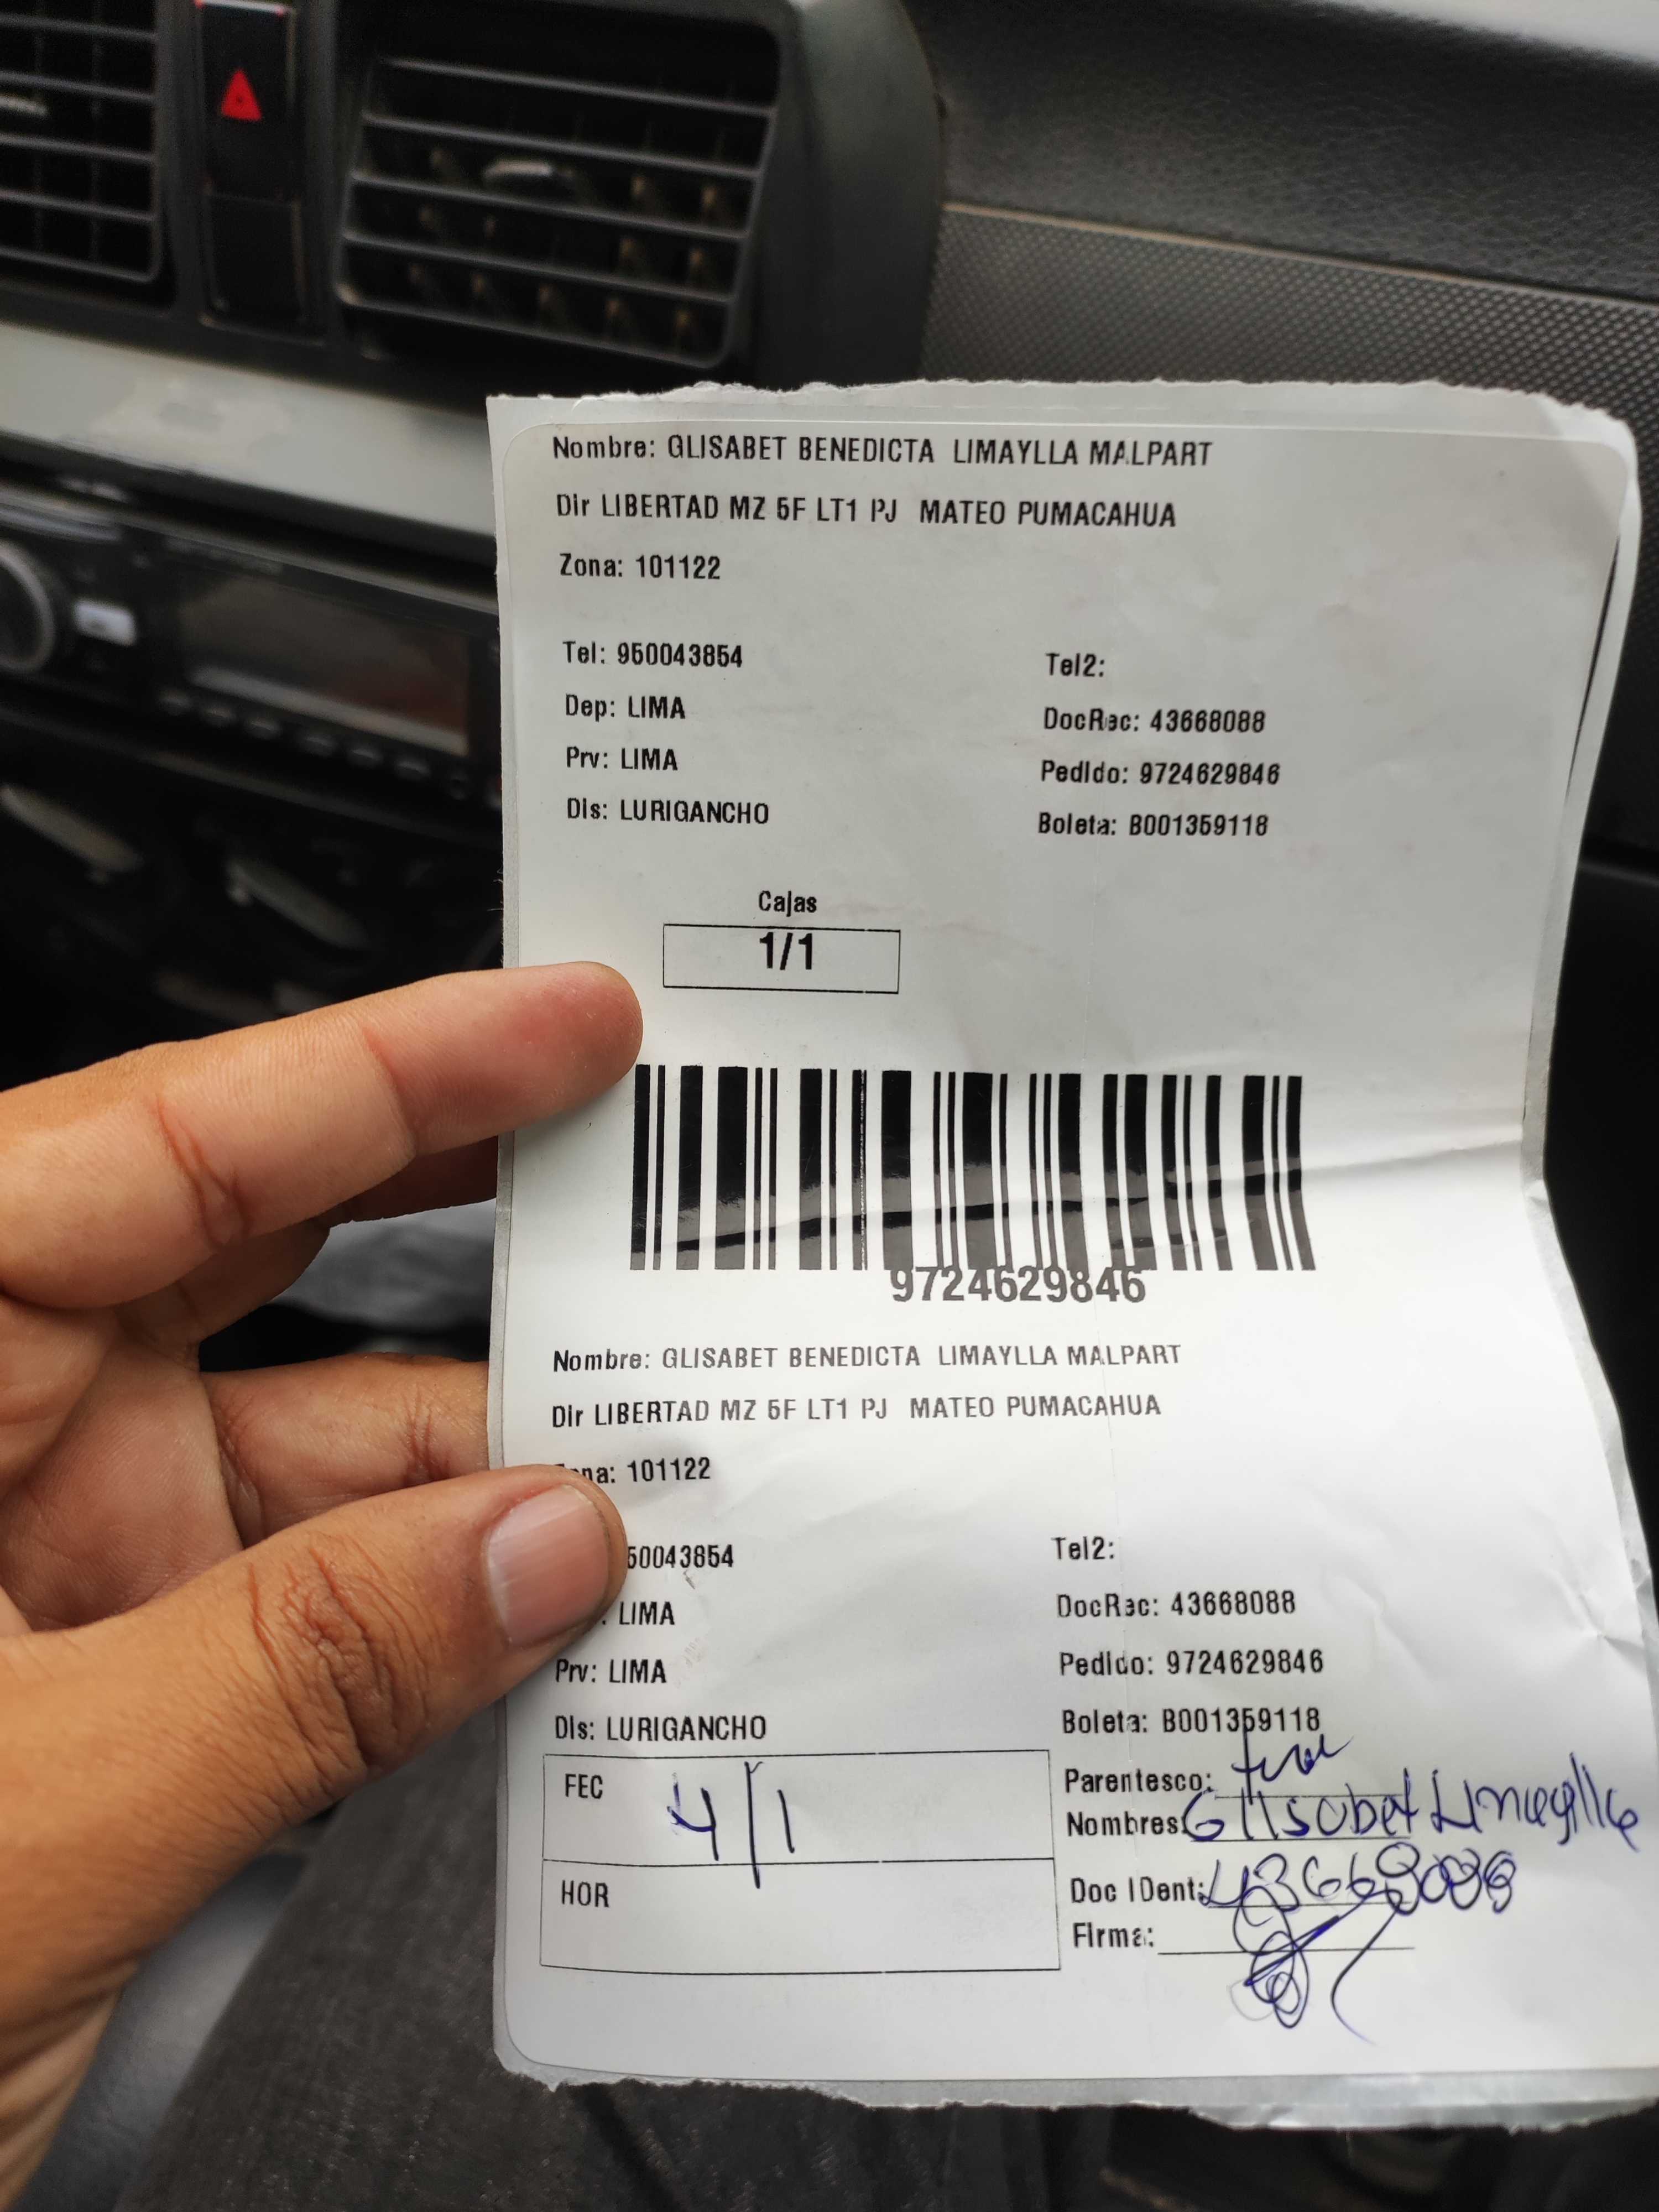 Nombre: GLISABET BENEDICTA LIMAYLLA MALPART
Dir LIBERTAD MZ 5F LT1 PJ MATEO PUMACAHUA
Zona: 101122
Tel: 950043854 Tel2:
Dep: LIMA DocRec: 43668088
Prv: LIMA Pedido: 9724629846
Dis: LURIGANCHO Boleta: B001359118
Cajas
1/1
9724629846
Nombre: GLISABET BENEDICTA LIMAYLLA MALPART
Dir LIBERTAD MZ 5F LT1 PJ MATEO PUMACAHUA
na: 101122
50043854 Tel2:
. LIMA DocRec: 43668088
Prv: LIMA Pedido: 9724629846
Dis: LURIGANCHO Boleta: B001359118
FEC 4/1 Parentesco:
Nombres: Glisabet Limaylla
HOR Doc IDent: 43668088
Firma: